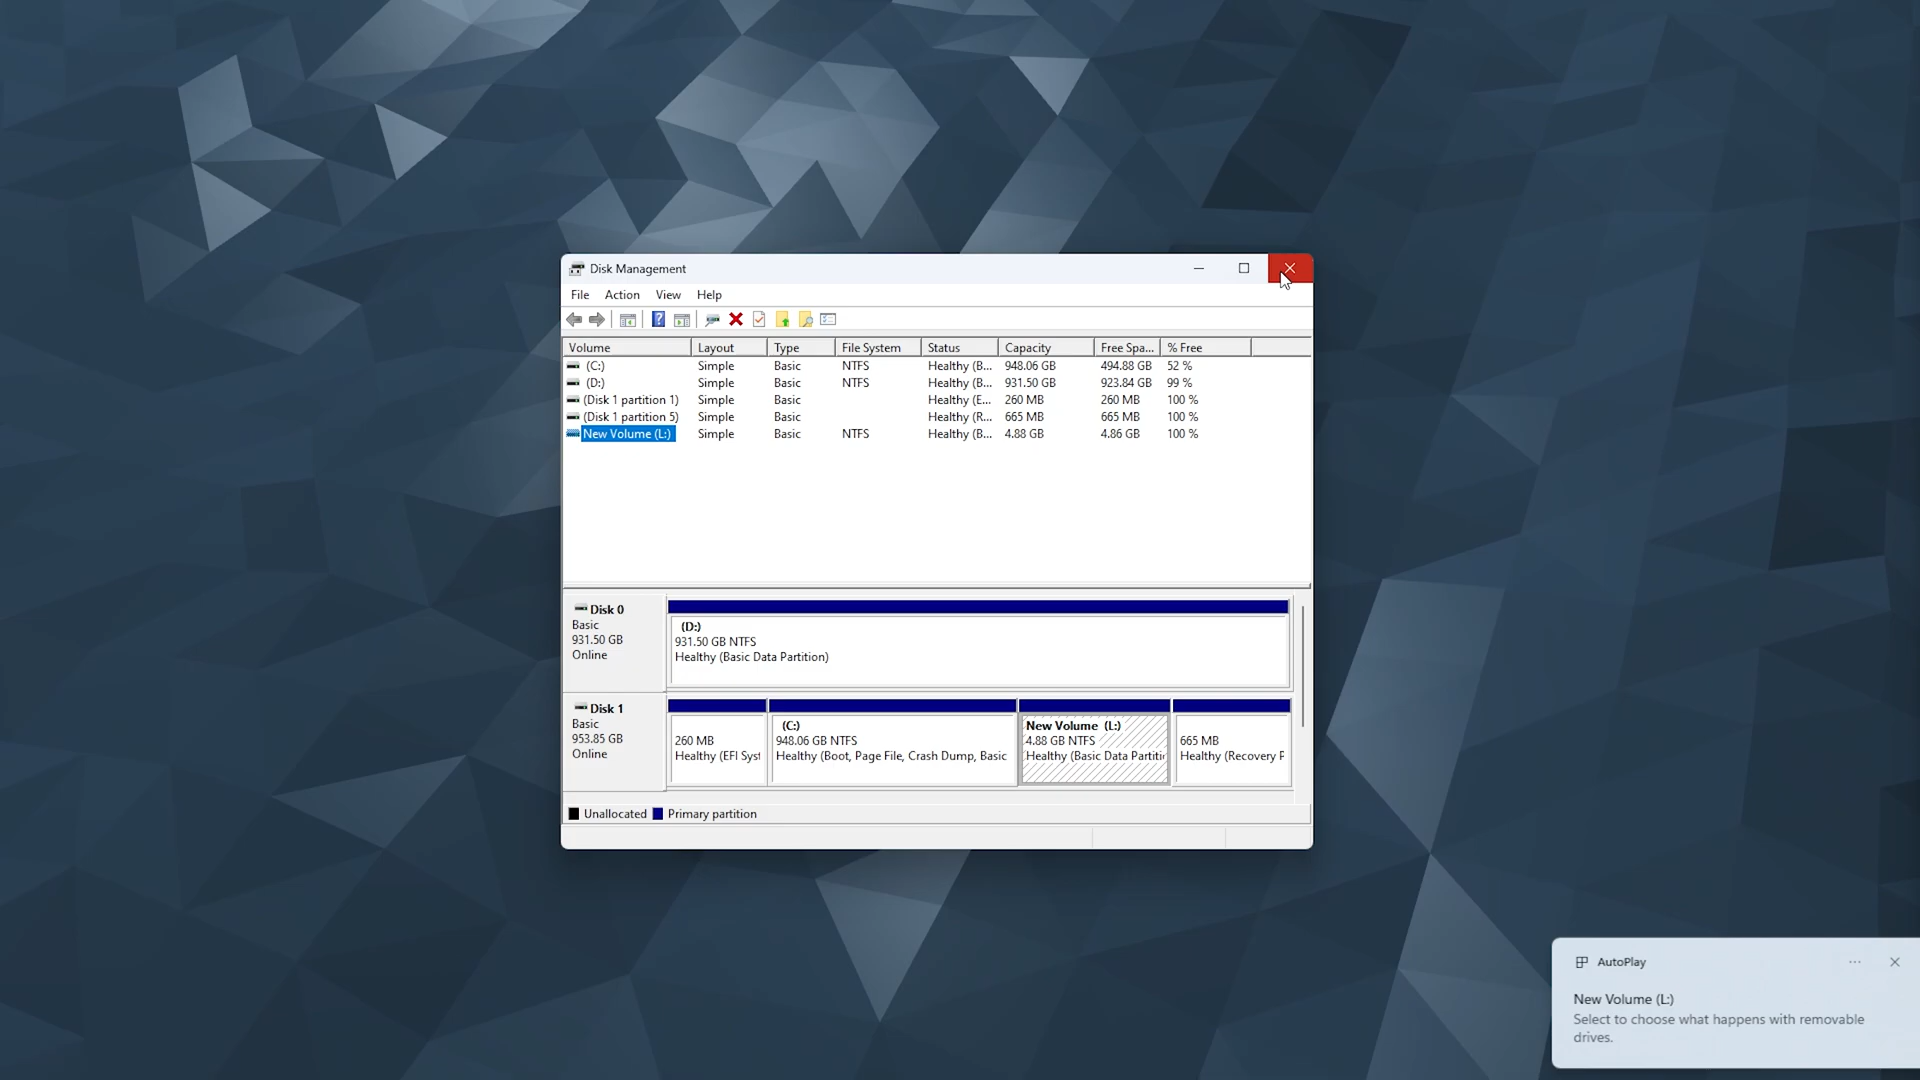 Disk Management
File Action View Help
Volume Layout Type File System Status Capacity Free Spa... % Free
(C:) Simple Basic NTFS Healthy (B... 948.06 GB 494.88 GB 52 %
(D:) Simple Basic NTFS Healthy (B... 931.50 GB 923.84 GB 99 %
(Disk 1 partition 1) Simple Basic Healthy (E... 260 MB 260 MB 100 %
(Disk 1 partition 5) Simple Basic Healthy (R... 665 MB 665 MB 100 %
New Volume (L:) Simple Basic NTFS Healthy (B... 4.88 GB 4.86 GB 100 %
Disk 0
Basic
931.50 GB
Online
(D:)
931.50 GB NTFS
Healthy (Basic Data Partition)
Disk 1
Basic
953.85 GB
Online
260 MB
Healthy (EFI Syst
(C:)
948.06 GB NTFS
Healthy (Boot, Page File, Crash Dump, Basic
New Volume (L:)
4.88 GB NTFS
Healthy (Basic Data Partitic
665 MB
Healthy (Recovery P
Unallocated Primary partition
AutoPlay
New Volume (L:)
Select to choose what happens with removable
drives.